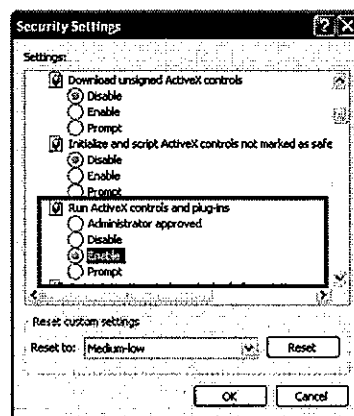 Security Settings
Settings:
Download unsigned ActiveX controls
Disable
Enable
Prompt
Initialize and script ActiveX controls not marked as safe
Disable
Enable
Prompt
Run ActiveX controls and plug-ins
Administrator approved
Disable
Enable
Prompt
Reset custom settings
Reset to: Medium-low Reset
OK Cancel